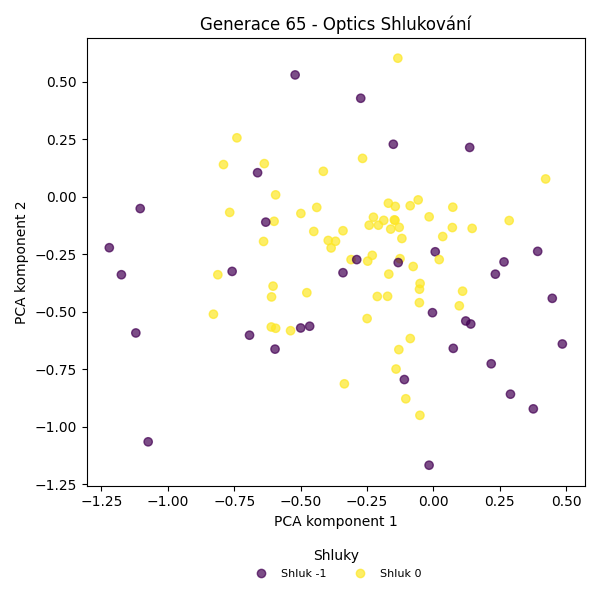 Generace 65 - Optics Shlukování
0.50
0.25
0.00
−0.25
−0.50
−0.75
−1.00
−1.25
PCA komponent 2
−1.25 −1.00 −0.75 −0.50 −0.25 0.00 0.25 0.50
PCA komponent 1
Shluky
Shluk -1 Shluk 0